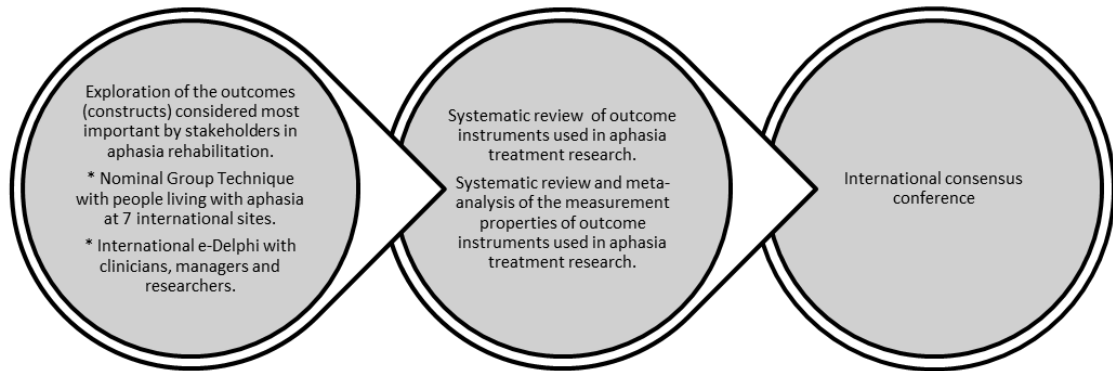 Exploration of the outcomes
(constructs) considered most
important by stakeholders in
aphasia rehabilitation.
* Nominal Group Technique
with people living with aphasia
at 7 international sites.
* International e-Delphi with
clinicians, managers and
researchers.
Systematic review of outcome
instruments used in aphasia
treatment research.
Systematic review and meta-
analysis of the measurement
properties of outcome
instruments used in aphasia
treatment research.
International consensus
conference